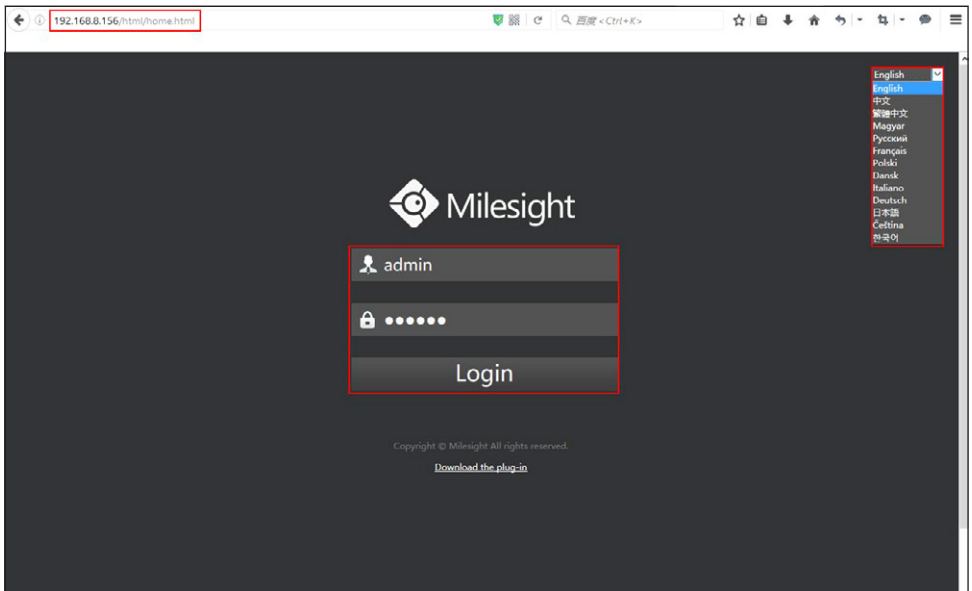 192.168.8.156/html/home.html
百度 <Ctrl+K>
English
English
中文
繁體中文
Magyar
Русский
Français
Polski
Dansk
Italiano
Deutsch
日本語
Čeština
한국어
Milesight
admin
Login
Copyright © Milesight All rights reserved.
Download the plug-in